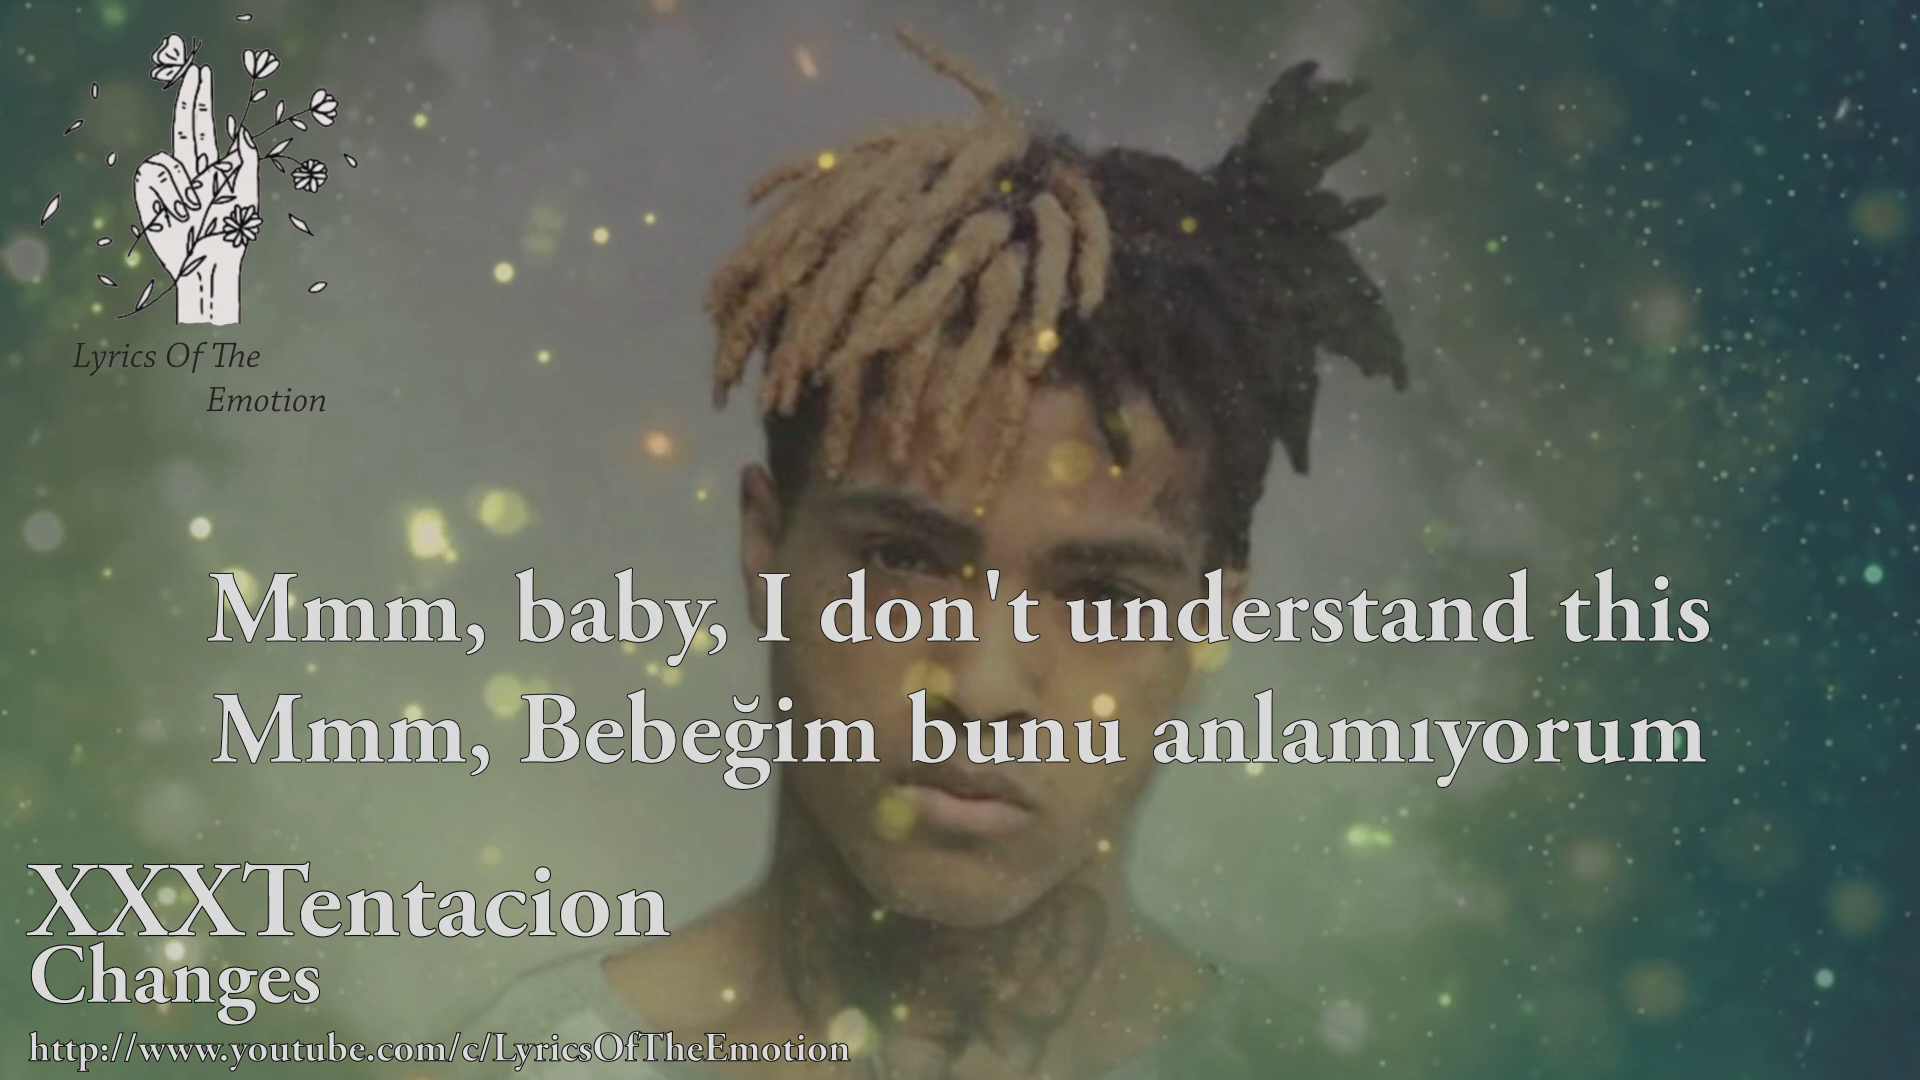 Lyrics Of The
Emotion
Mmm, baby, I don't understand this
Mmm, Bebeğim bunu anlamıyorum
XXXTentacion
Changes
http://www.youtube.com/c/LyricsOfTheEmotion